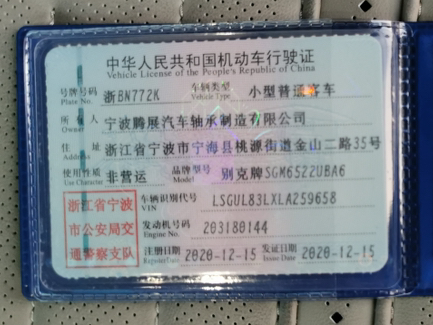 中华人民共和国机动车行驶证
Vehicle License of the People's Republic of China
号牌号码 浙BN772K 车辆类型 小型普通客车
Plate No. Vehicle Type
所有人 宁波腾展汽车轴承制造有限公司
Owner
住址 浙江省宁波市宁海县桃源街道金山二路35号
Address
使用性质 非营运 品牌型号 别克牌SGM6522UBA6
Use Character Model
浙江省宁波
市公安局交
通警察支队
车辆识别代号 LSGUL83LXLA259658
VIN
发动机号码 203180144
Engine No.
注册日期 2020-12-15 发证日期 2020-12-15
Register Date Issue Date